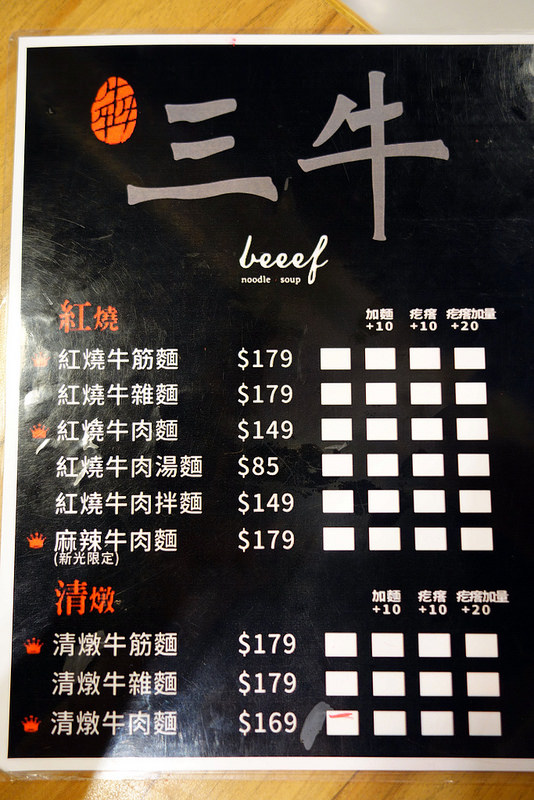 三牛
beeef
noodle soup
紅燒 加麵 疙瘩 疙瘩加量
+10 +10 +20
紅燒牛筋麵 $179
紅燒牛雜麵 $179
紅燒牛肉麵 $149
紅燒牛肉湯麵 $85
紅燒牛肉拌麵 $149
麻辣牛肉麵 $179
(新光限定)
清燉 加麵 疙瘩 疙瘩加量
+10 +10 +20
清燉牛筋麵 $179
清燉牛雜麵 $179
清燉牛肉麵 $169